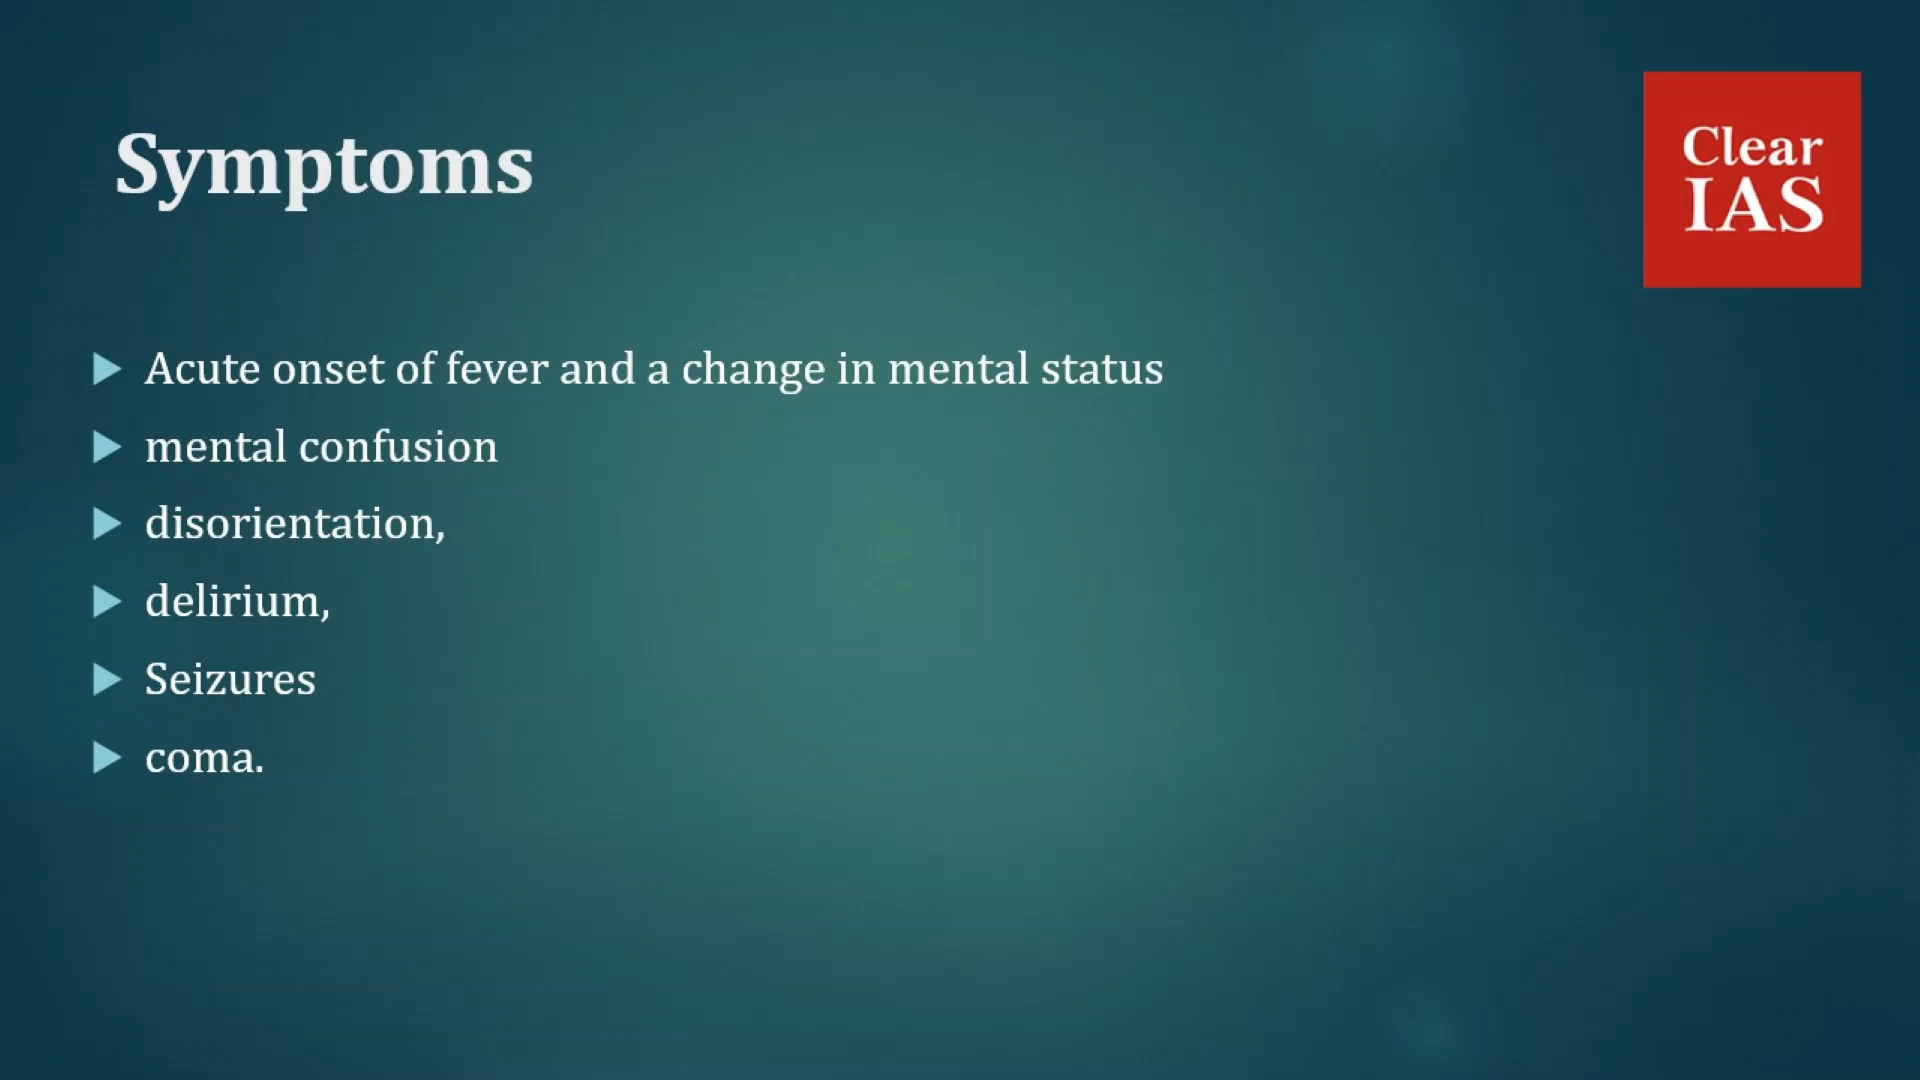 Symptoms
Clear
IAS
Acute onset of fever and a change in mental status
mental confusion
disorientation,
delirium,
Seizures
coma.